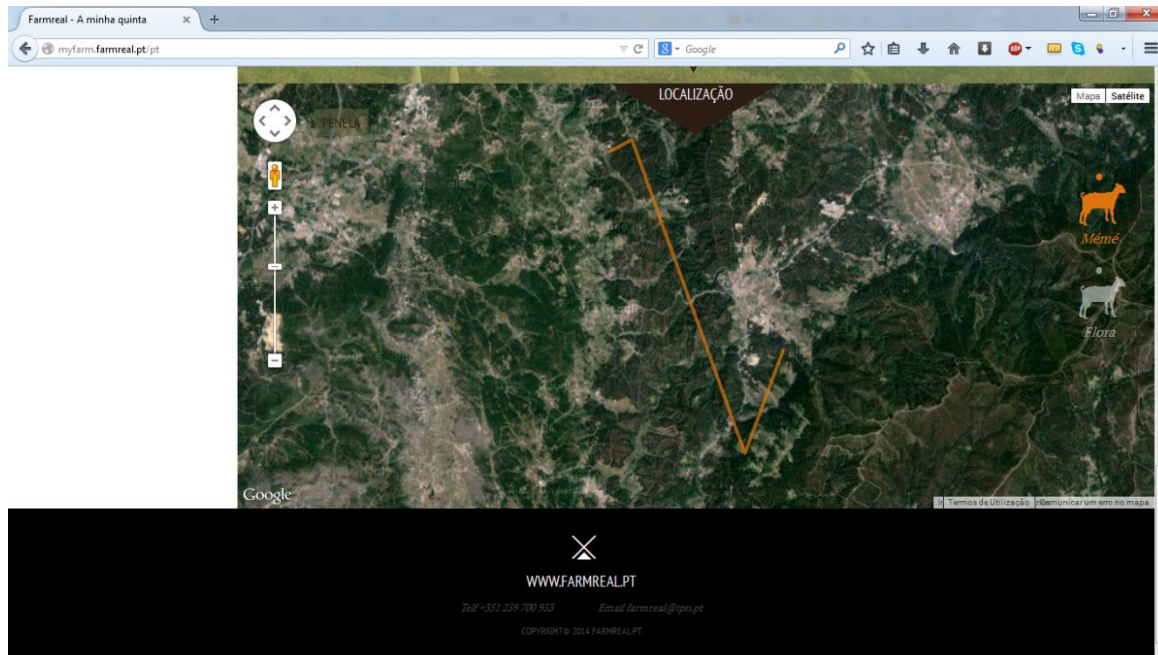 Farmreal - A minha quinta
myfarm.farmreal.pt/pt
Google
ABP
LOCALIZAÇÃO
Mapa Satélite
PENELA
Mémé
Flora
Google
Termos de Utilização
Comunicar um erro no mapa
WWW.FARMREAL.PT
Telf +351 239 700 933 Email farmreal@ipn.pt
COPYRIGHT © 2014 FARMREAL.PT